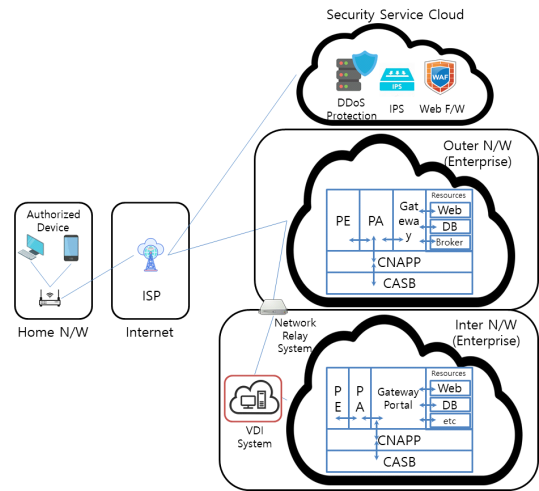 Security Service Cloud
WAF
IPS
DDoS
Protection
IPS
Web F/W
Outer N/W
(Enterprise)
Resources
PE
PA
Gat
ewa
y
Web
DB
Broker
CNAPP
CASB
Authorized
Device
ISP
Home N/W
Internet
Network
Relay
System
Inter N/W
(Enterprise)
Resources
P
E
P
A
Gateway
Portal
Web
DB
etc
CNAPP
CASB
VDI
System